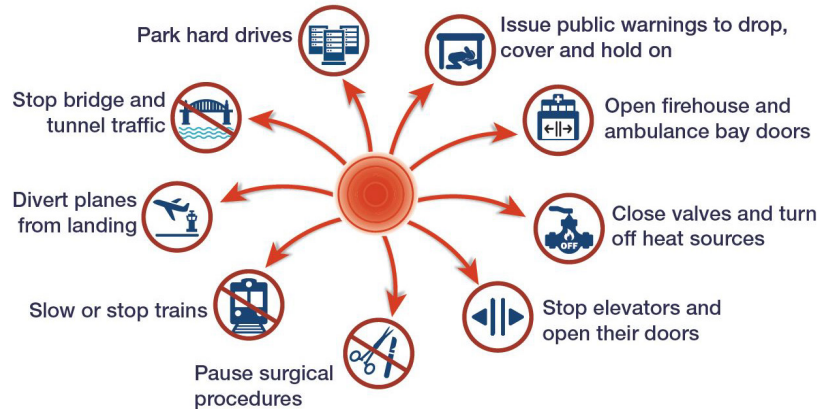 Park hard drives
Issue public warnings to drop,
cover and hold on
Stop bridge and
tunnel traffic
Open firehouse and
ambulance bay doors
Divert planes
from landing
Close valves and turn
off heat sources
OFF
Slow or stop trains
Stop elevators and
open their doors
Pause surgical
procedures